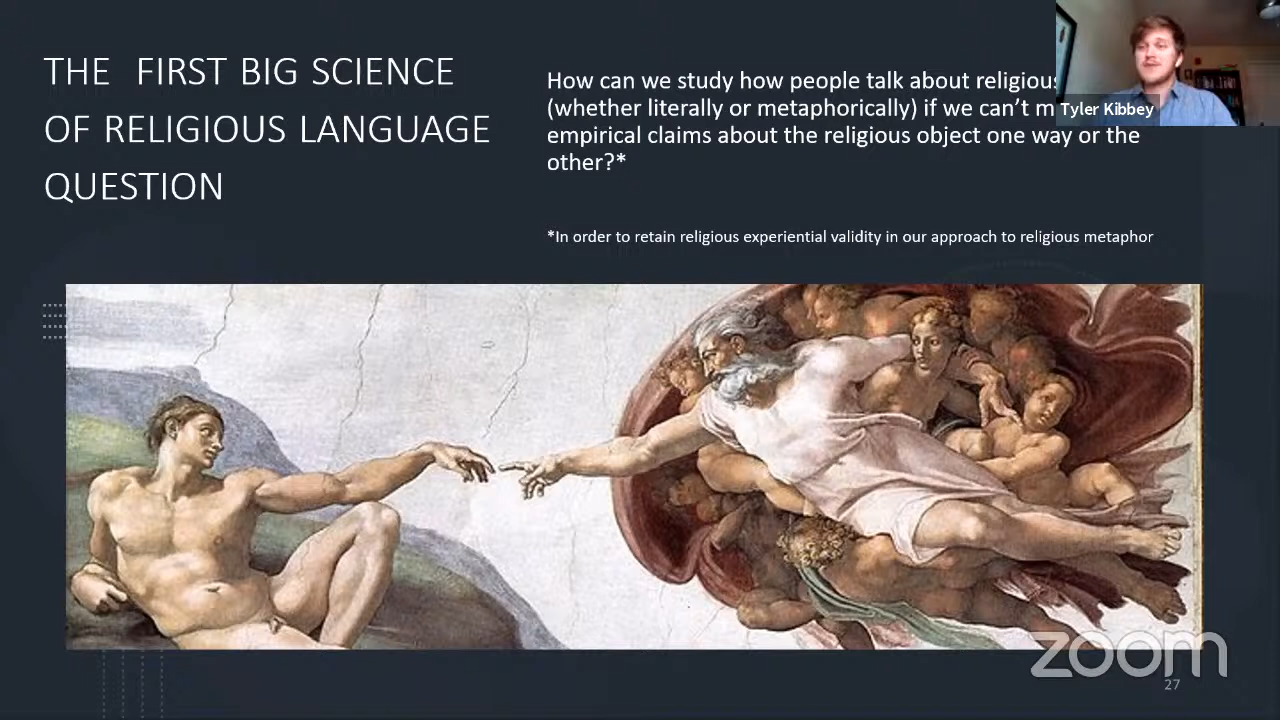 THE FIRST BIG SCIENCE
OF RELIGIOUS LANGUAGE
QUESTION
How can we study how people talk about religious
(whether literally or metaphorically) if we can't m
empirical claims about the religious object one way or the
other?*
*In order to retain religious experiential validity in our approach to religious metaphor
Tyler Kibbey
zoom
27